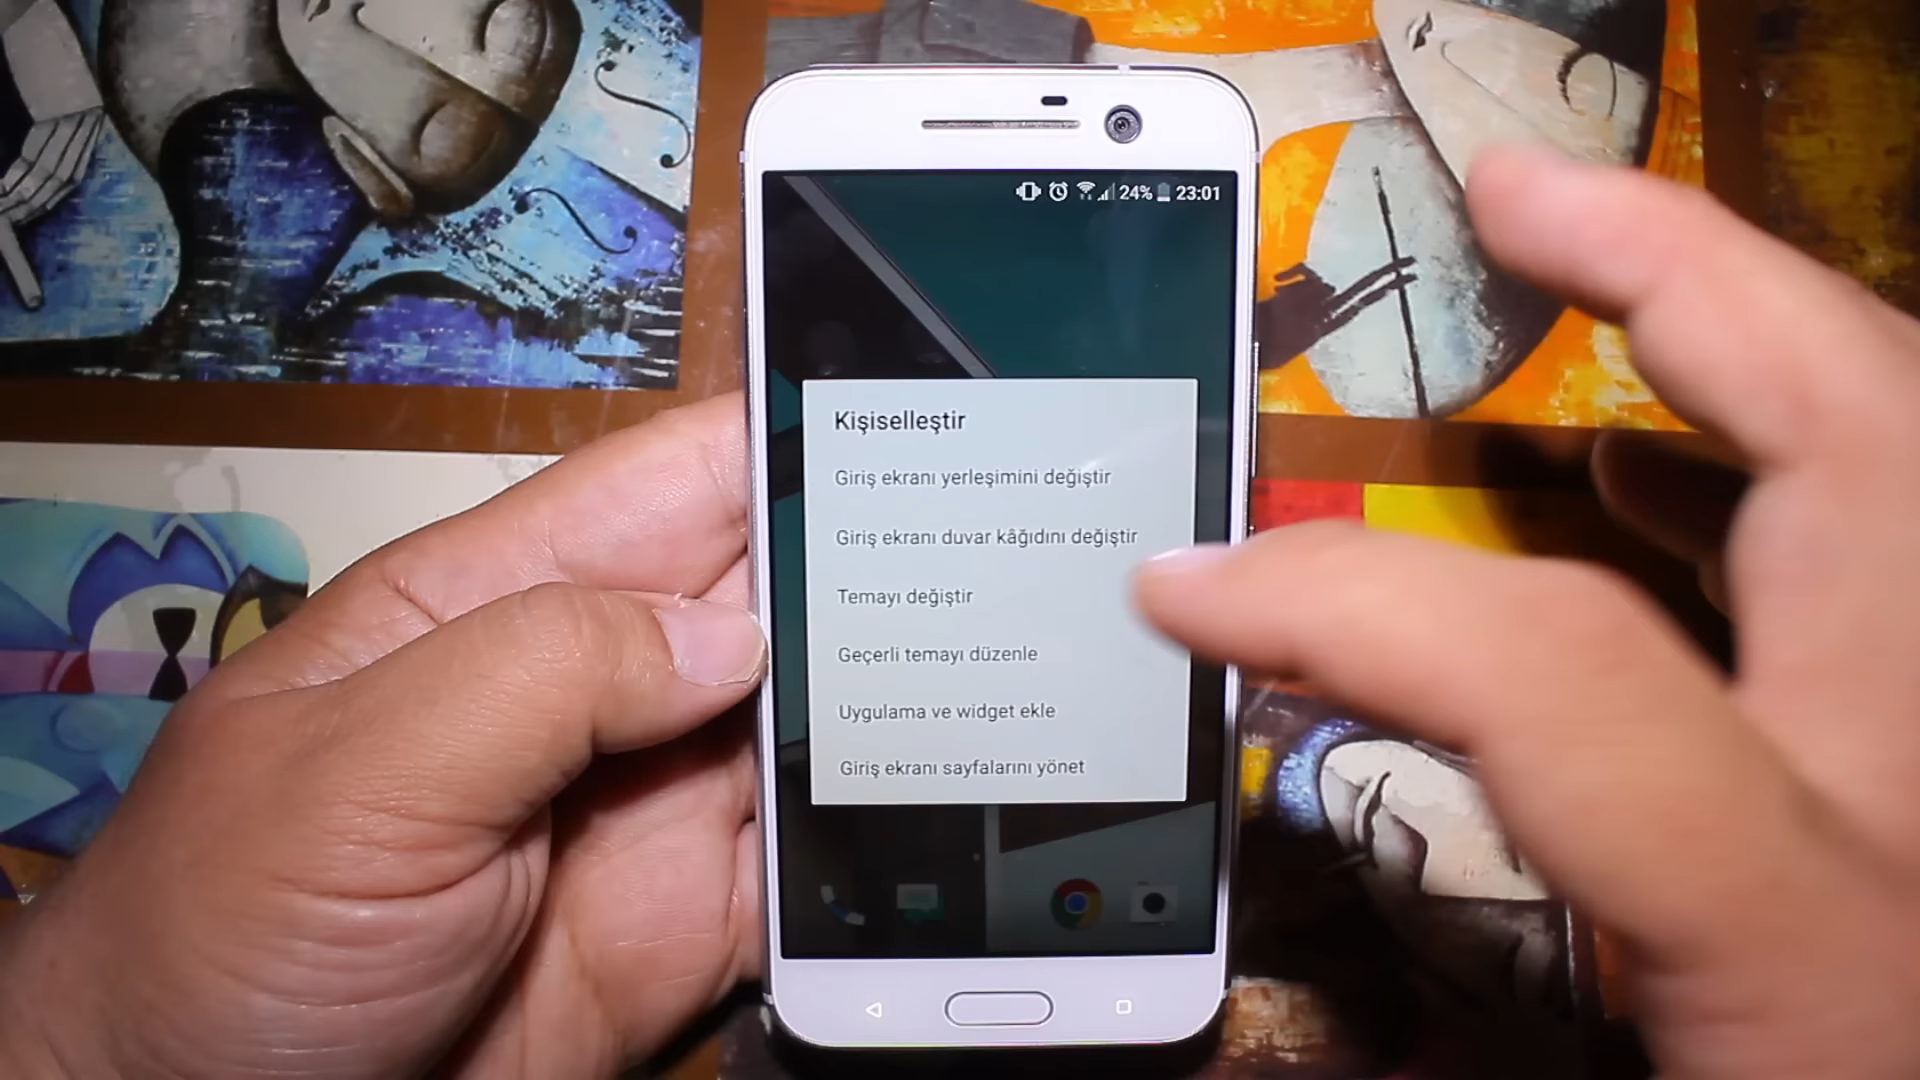 24% 23:01
Kişiselleştir
Giriş ekranı yerleşimini değiştir
Giriş ekranı duvar kâğıdını değiştir
Temayı değiştir
Geçerli temayı düzenle
Uygulama ve widget ekle
Giriş ekranı sayfalarını yönet